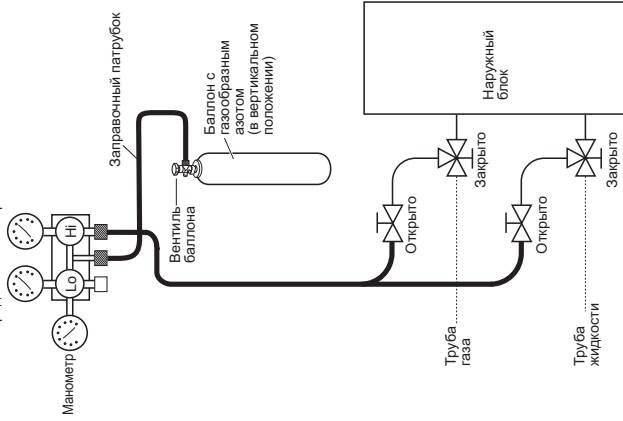 Манометр
Lo
Hi
Заправочный патрубок
Вентиль
баллона
Баллон с
газообразным
азотом
(в вертикальном
положении)
Наружный
блок
Открыто
Закрыто
Открыто
Закрыто
Труба
газа
Труба
жидкости